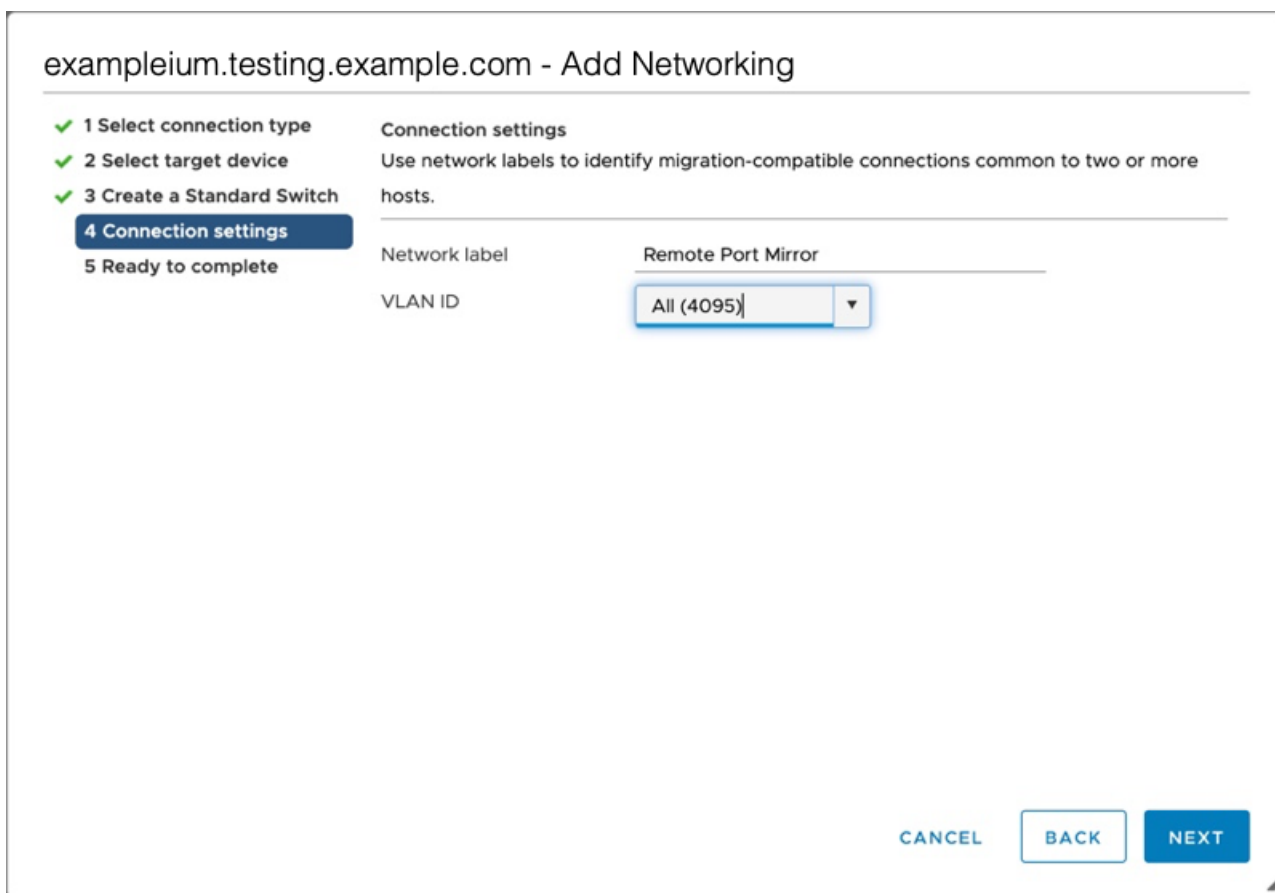 exampleium.testing.example.com - Add Networking
1 Select connection type
2 Select target device
3 Create a Standard Switch
4 Connection settings
5 Ready to complete
Connection settings
Use network labels to identify migration-compatible connections common to two or more
hosts.
Network label
Remote Port Mirror
VLAN ID
All (4095)
CANCEL
BACK
NEXT